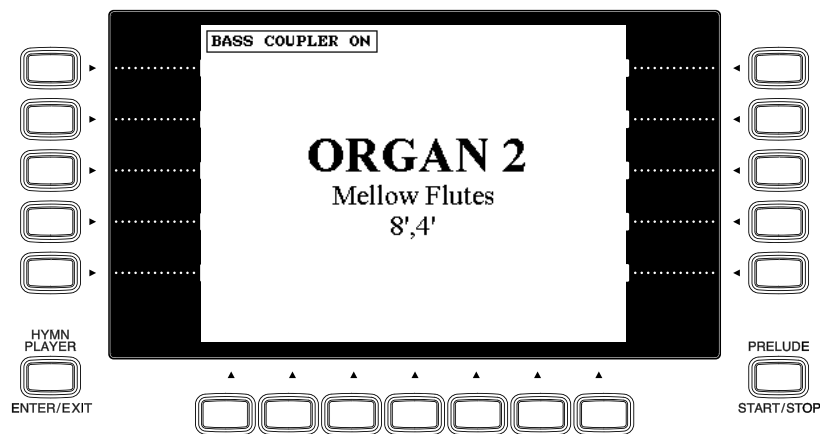 BASS COUPLER ON
ORGAN 2
Mellow Flutes
8',4'
HYMN
PLAYER
ENTER/EXIT
PRELUDE
START/STOP